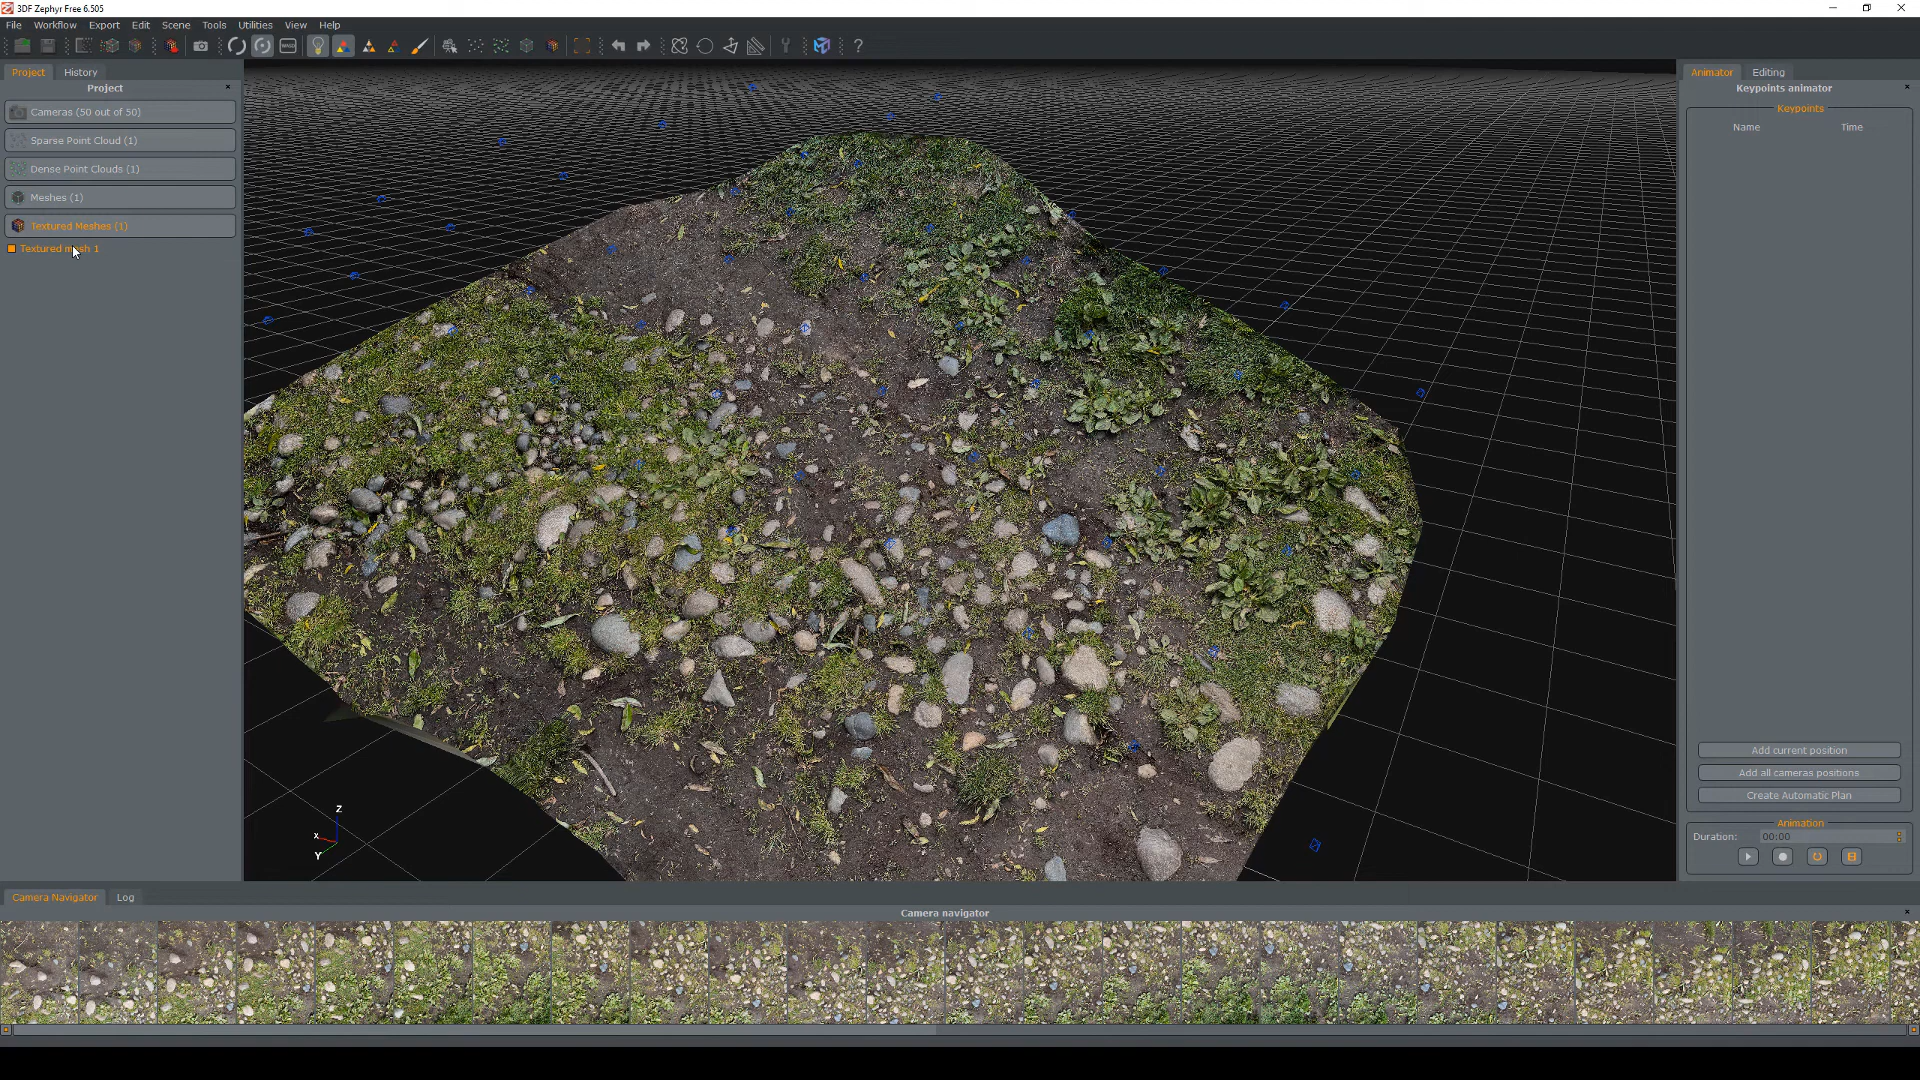 3DF Zephyr Free 6.505
File Workflow Export Edit Scene Tools Utilities View Help
Project History
Project
Cameras (50 out of 50)
Sparse Point Cloud (1)
Dense Point Clouds (1)
Meshes (1)
Textured Meshes (1)
Textured mesh 1
Z
X
Y
Animator Editing
Keypoints animator
Keypoints
Name Time
Add current position
Add all cameras positions
Create Automatic Plan
Animation
Duration: 00:00
Camera Navigator Log
Camera navigator